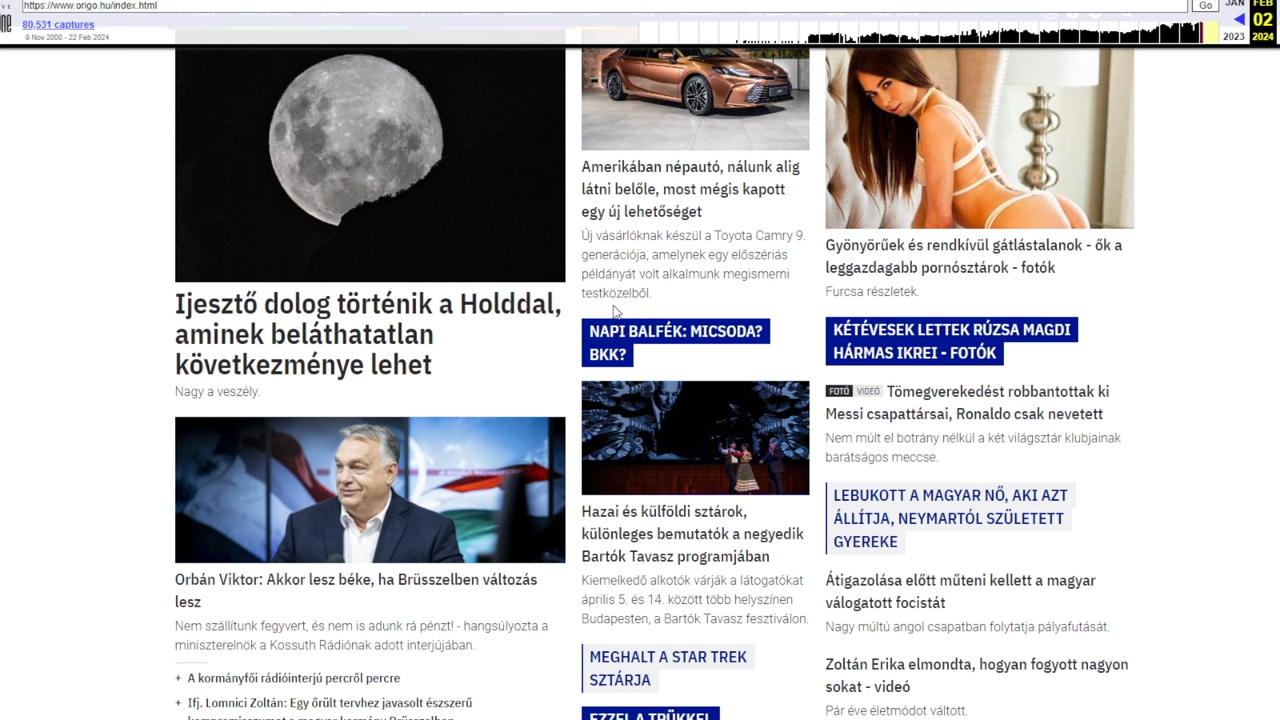 https://www.origo.hu/index.html
Go
JAN
FEB
80,531 captures
02
9 Nov 2000 - 22 Feb 2024
2023
2024
Ijesztő dolog történik a Holddal,
aminek beláthatatlan
következménye lehet
Nagy a veszély.
Orbán Viktor: Akkor lesz béke, ha Brüsszelben változás
lesz
Nem szállítunk fegyvert, és nem is adunk rá pénzt! - hangsúlyozta a
miniszterelnök a Kossuth Rádiónak adott interjújában.
+ A kormányfői rádióinterjú percről percre
+ Ifj. Lomnici Zoltán: Egy őrült tervhez javasolt észszerű
kompromisszumot a magyar kormány Brüsszelben
Amerikában népautó, nálunk alig
látni belőle, most mégis kapott
egy új lehetőséget
Új vásárlóknak készül a Toyota Camry 9.
generációja, amelynek egy előszériás
példányát volt alkalmunk megismerni
testközelből.
NAPI BALFÉK: MICSODA?
BKK?
Hazai és külföldi sztárok,
különleges bemutatók a negyedik
Bartók Tavasz programjában
Kiemelkedő alkotók várják a látogatókat
április 5. és 14. között több helyszínen
Budapesten, a Bartók Tavasz fesztiválon.
MEGHALT A STAR TREK
SZTÁRJA
EZZEL A TRÜKKEL
Gyönyörűek és rendkívül gátlástalanok - ők a
leggazdagabb pornósztárok - fotók
Furcsa részletek.
KÉTÉVESEK LETTEK RÚZSA MAGDI
HÁRMAS IKREI - FOTÓK
FOTÓ VIDEÓ Tömegverekedést robbantottak ki
Messi csapattársai, Ronaldo csak nevetett
Nem múlt el botrány nélkül a két világsztár klubjainak
barátságos meccse.
LEBUKOTT A MAGYAR NŐ, AKI AZT
ÁLLÍTJA, NEYMARTÓL SZÜLETETT
GYEREKE
Átigazolása előtt műteni kellett a magyar
válogatott focistát
Nagy múltú angol csapatban folytatja pályafutását.
Zoltán Erika elmondta, hogyan fogyott nagyon
sokat - videó
Pár éve életmódot váltott.